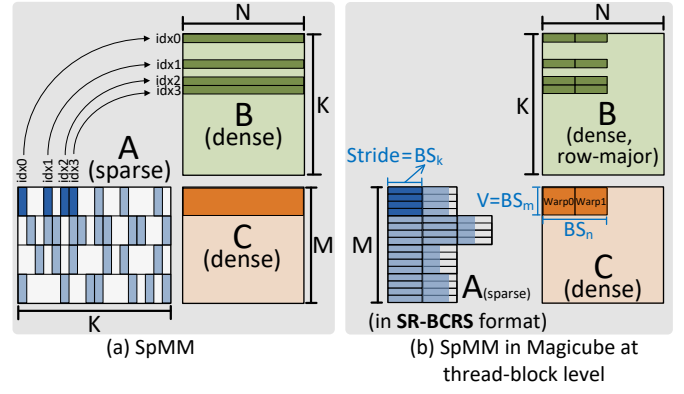 N
idx0
idx1
idx2
idx3
B
(dense)
K
idx0
idx1
idx2
idx3
A
(sparse)
C
(dense)
M
K
(a) SpMM
N
K
B
(dense,
row-major)
Stride=BSk
V=BSm
Warp0 Warp1
BSn
M
A(sparse)
C
(dense)
(in SR-BCRS format)
(b) SpMM in Magicube at
thread-block level